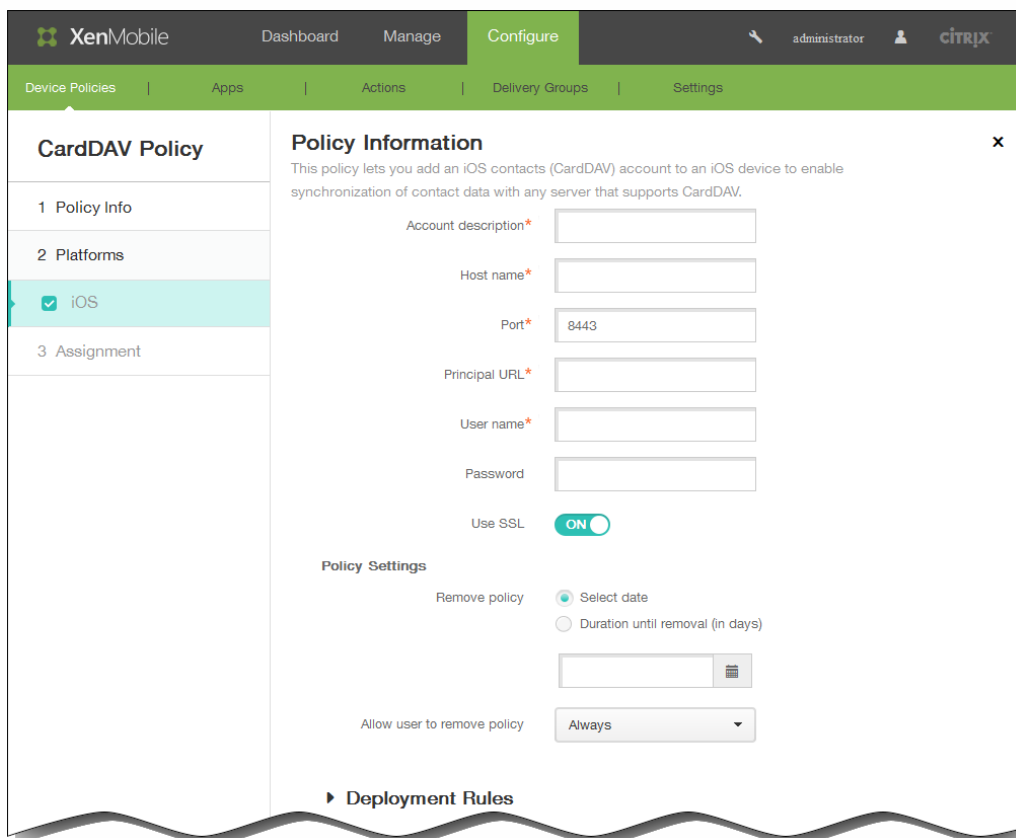 XenMobile Dashboard Manage Configure administrator CİTRIX
Device Policies | Apps | Actions | Delivery Groups | Settings
CardDAV Policy
1 Policy Info
2 Platforms
iOS
3 Assignment
Policy Information
This policy lets you add an iOS contacts (CardDAV) account to an iOS device to enable
synchronization of contact data with any server that supports CardDAV.
Account description*
Host name*
Port* 8443
Principal URL*
User name*
Password
Use SSL ON
Policy Settings
Remove policy Select date
Duration until removal (in days)
Allow user to remove policy Always
Deployment Rules